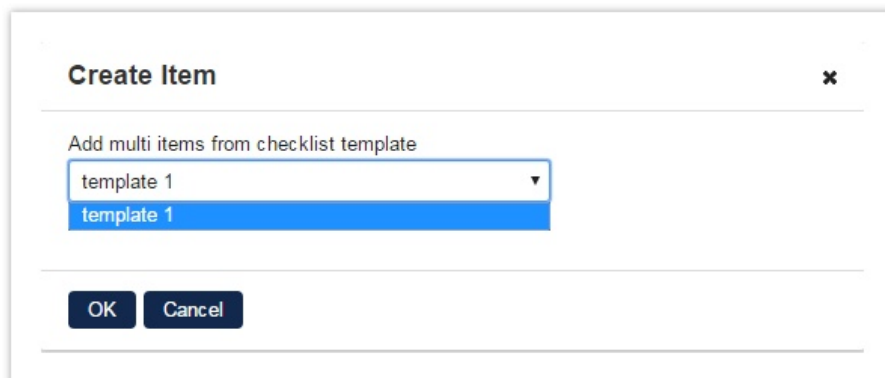 Create Item
Add multi items from checklist template
template 1
template 1
OK Cancel